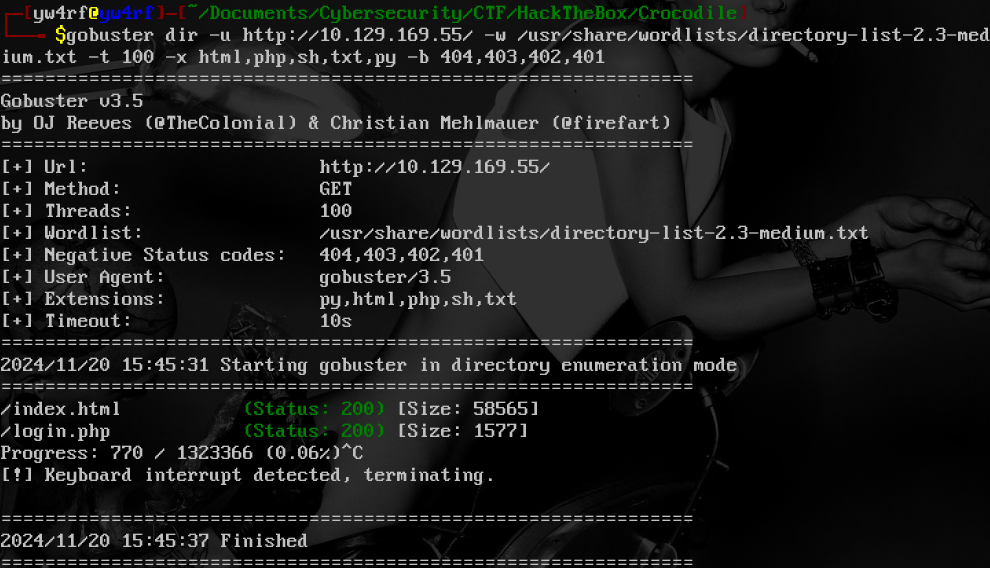 [yw4rf@yw4rf]-[~/Documents/Cybersecurity/CTF/HackTheBox/Crocodile]
$gobuster dir -u http://10.129.169.55/ -w /usr/share/wordlists/directory-list-2.3-med
ium.txt -t 100 -x html,php,sh,txt,py -b 404,403,402,401
===============================================================
Gobuster v3.5
by OJ Reeves (@TheColonial) & Christian Mehlmauer (@firefart)
===============================================================
[+] Url:                     http://10.129.169.55/
[+] Method:                  GET
[+] Threads:                 100
[+] Wordlist:                /usr/share/wordlists/directory-list-2.3-medium.txt
[+] Negative Status codes:   404,403,402,401
[+] User Agent:              gobuster/3.5
[+] Extensions:              py,html,php,sh,txt
[+] Timeout:                 10s
===============================================================
2024/11/20 15:45:31 Starting gobuster in directory enumeration mode
===============================================================
/index.html           (Status: 200) [Size: 58565]
/login.php            (Status: 200) [Size: 1577]
Progress: 770 / 1323366 (0.06%)^C
[!] Keyboard interrupt detected, terminating.
===============================================================
2024/11/20 15:45:37 Finished
===============================================================